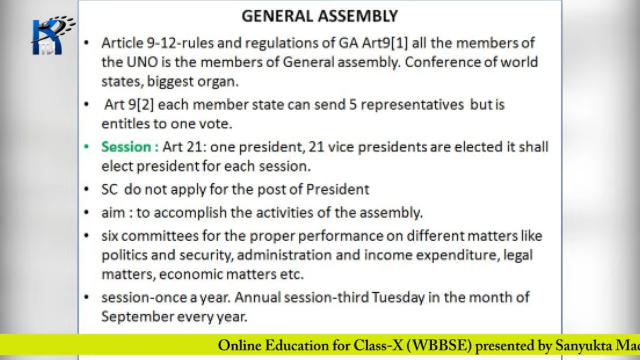 GENERAL ASSEMBLY
• Article 9-12-rules and regulations of GA Art9[1] all the members of
the UNO is the members of General assembly. Conference of world
states, biggest organ.
• Art 9[2] each member state can send 5 representatives but is
entitles to one vote.
• Session : Art 21: one president, 21 vice presidents are elected it shall
elect president for each session.
• SC do not apply for the post of President
• aim : to accomplish the activities of the assembly.
• six committees for the proper performance on different matters like
politics and security, administration and income expenditure, legal
matters, economic matters etc.
• session-once a year. Annual session-third Tuesday in the month of
September every year.
Online Education for Class-X (WBBSE) presented by Sanyukta